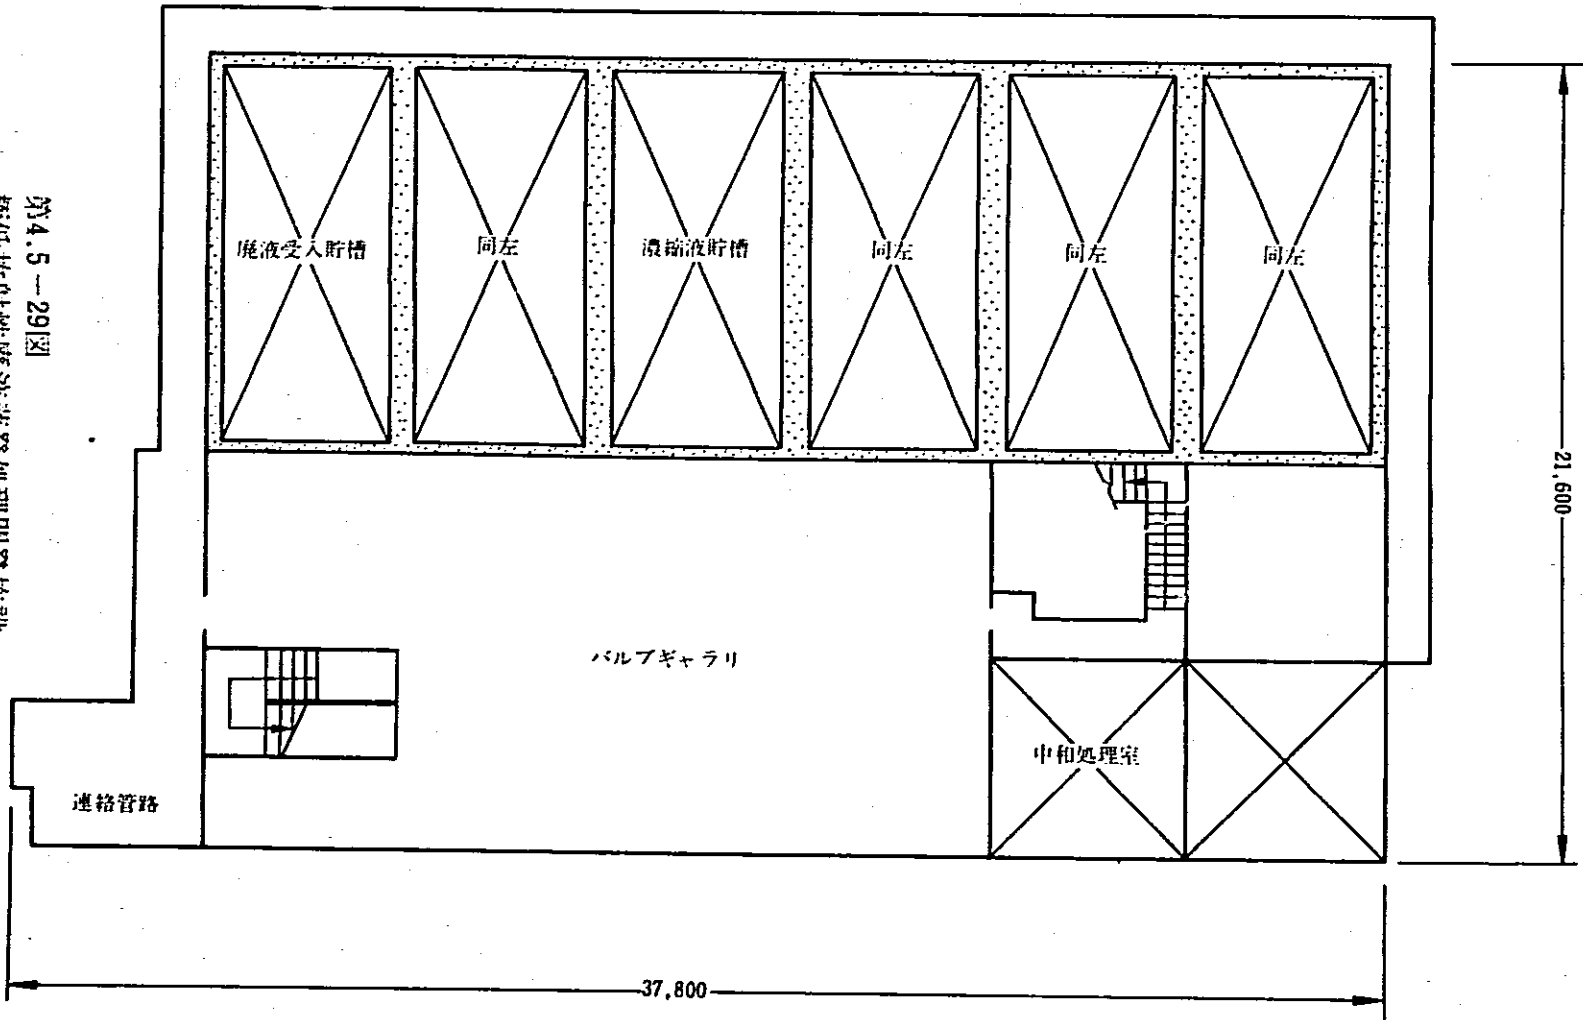 廃液受入貯槽
同左
濃縮液貯槽
同左
同左
同左
21,600
バルブギャラリ
中和処理室
連絡管路
37,800
第4.5―29図